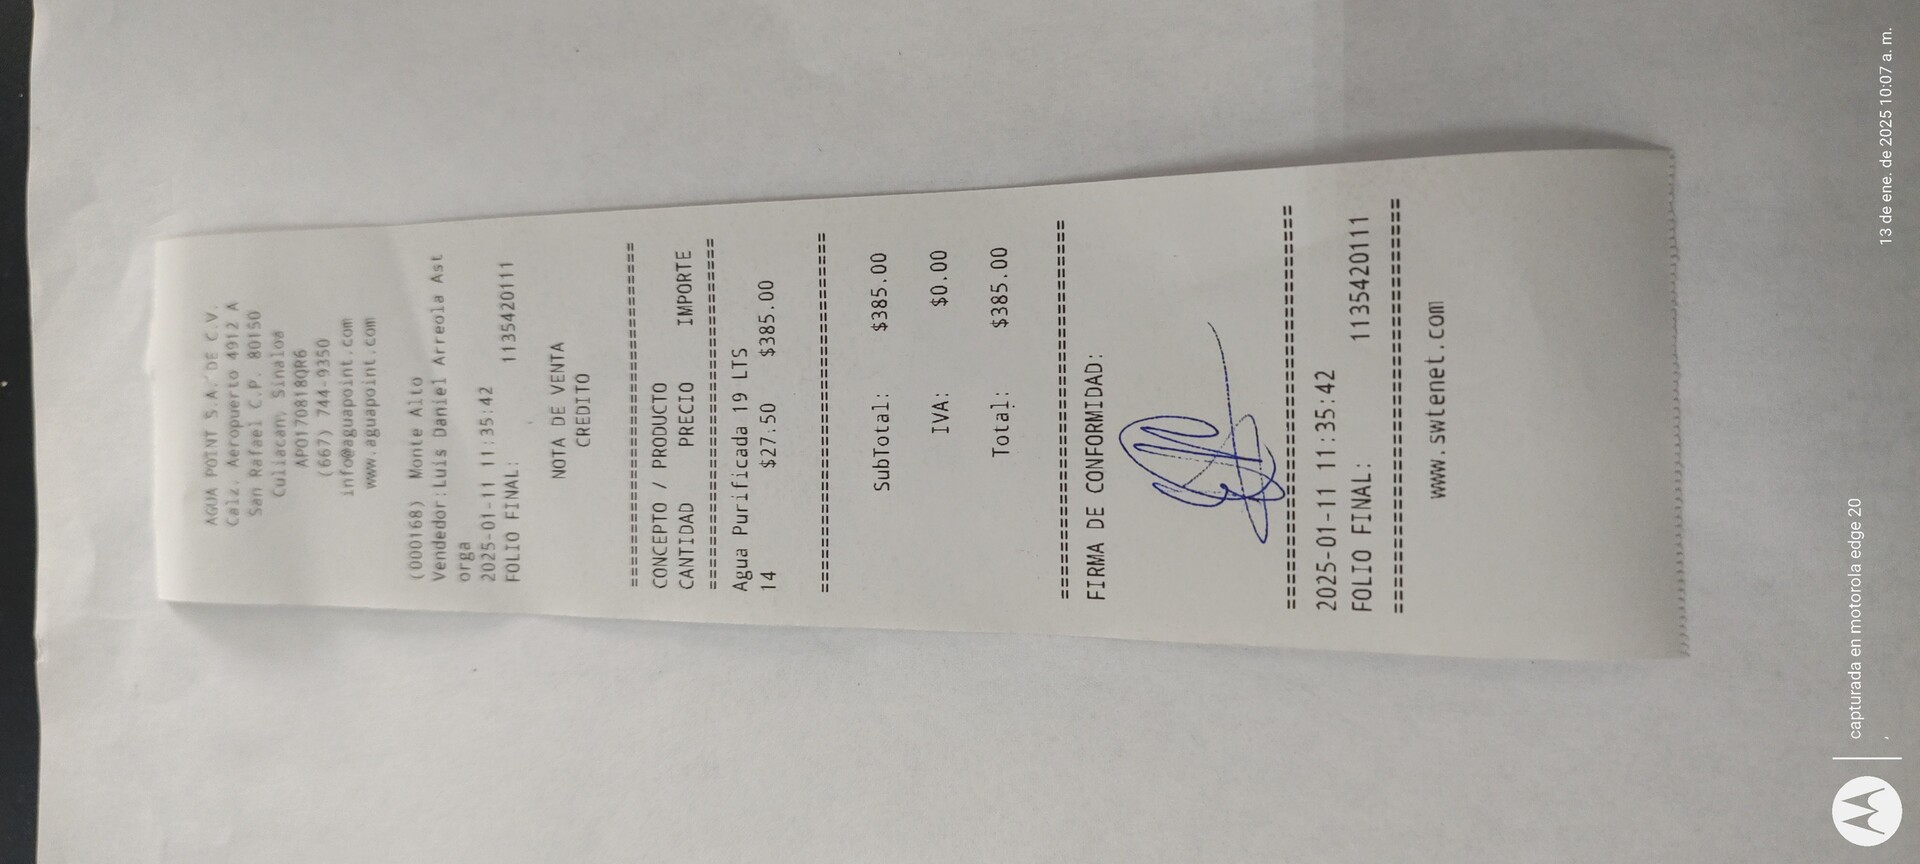 AGUA POINT S.A. DE C.V.
Calz. Aeropuerto 4912 A
San Rafael C.P. 80150
Culiacan, Sinaloa
APO170818QR6
(667) 744-9350
info@aguapoint.com
www.aguapoint.com
(000168) Monte Alto
Vendedor:Luis Daniel Arreola Ast
orga
2025-01-11 11:35:42
FOLIO FINAL: 1135420111
NOTA DE VENTA
CREDITO
================================
CONCEPTO / PRODUCTO
CANTIDAD PRECIO IMPORTE
================================
Agua Purificada 19 LTS
14 $27.50 $385.00
================================
SubTotal: $385.00
IVA: $0.00
Total: $385.00
================================
FIRMA DE CONFORMIDAD:
================================
2025-01-11 11:35:42
FOLIO FINAL: 1135420111
================================
www.swtenet.com
capturada en motorola edge 20
13 de ene. de 2025 10:07 a. m.